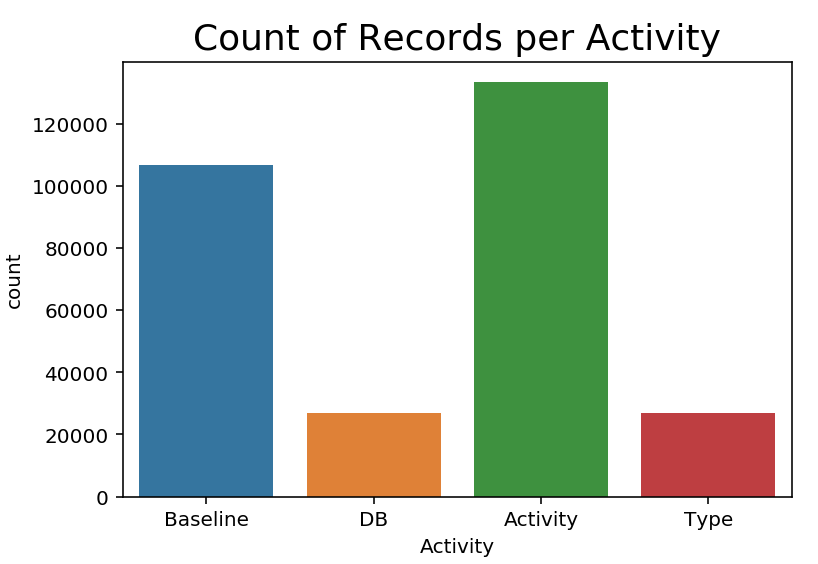 Count of Records per Activity
count
120000
100000
80000
60000
40000
20000
0
Baseline DB Activity Type
Activity